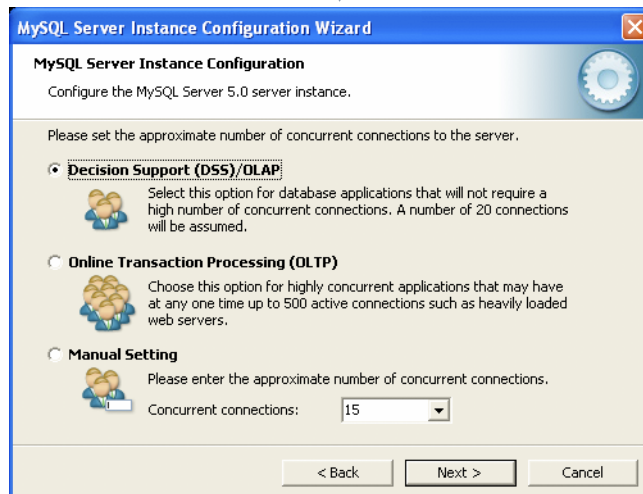 MySQL Server Instance Configuration Wizard
MySQL Server Instance Configuration
Configure the MySQL Server 5.0 server instance.
Please set the approximate number of concurrent connections to the server.
Decision Support (DSS)/OLAP
Select this option for database applications that will not require a
high number of concurrent connections. A number of 20 connections
will be assumed.
Online Transaction Processing (OLTP)
Choose this option for highly concurrent applications that may have
at any one time up to 500 active connections such as heavily loaded
web servers.
Manual Setting
Please enter the approximate number of concurrent connections.
Concurrent connections: 15
< Back Next > Cancel